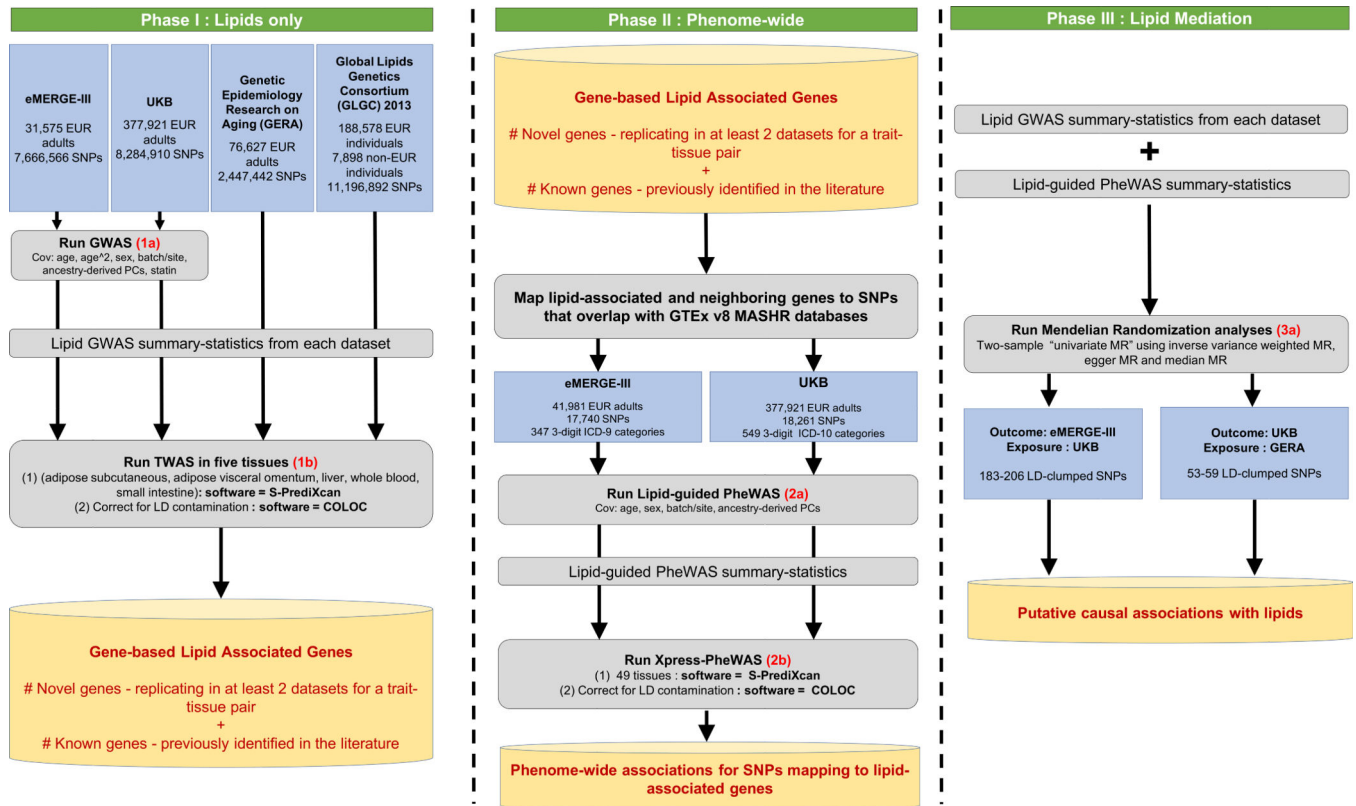 Phase I : Lipids only
eMERGE-III
31,575 EUR
adults
7,666,566 SNPs
UKB
377,921 EUR
adults
8,284,910 SNPs
Genetic
Epidemiology
Research on
Aging (GERA)
76,627 EUR
adults
2,447,442 SNPs
Global Lipids
Genetics
Consortium
(GLGC) 2013
188,578 EUR
individuals
7,898 non-EUR
individuals
11,196,892 SNPs
Run GWAS (1a)
Cov: age, age^2, sex, batch/site,
ancestry-derived PCs, statin
Lipid GWAS summary-statistics from each dataset
Run TWAS in five tissues (1b)
(1) (adipose subcutaneous, adipose visceral omentum, liver, whole blood,
small intestine): software = S-PrediXcan
(2) Correct for LD contamination : software = COLOC
Gene-based Lipid Associated Genes
# Novel genes - replicating in at least 2 datasets for a trait-
tissue pair
+
# Known genes - previously identified in the literature
Phase II : Phenome-wide
Gene-based Lipid Associated Genes
# Novel genes - replicating in at least 2 datasets for a trait-
tissue pair
+
# Known genes - previously identified in the literature
Map lipid-associated and neighboring genes to SNPs
that overlap with GTEx v8 MASHR databases
eMERGE-III
41,981 EUR adults
17,740 SNPs
347 3-digit ICD-9 categories
UKB
377,921 EUR adults
18,261 SNPs
549 3-digit ICD-10 categories
Run Lipid-guided PheWAS (2a)
Cov: age, sex, batch/site, ancestry-derived PCs
Lipid-guided PheWAS summary-statistics
Run Xpress-PheWAS (2b)
(1) 49 tissues : software = S-PrediXcan
(2) Correct for LD contamination : software = COLOC
Phenome-wide associations for SNPs mapping to lipid-
associated genes
Phase III : Lipid Mediation
Lipid GWAS summary-statistics from each dataset
+
Lipid-guided PheWAS summary-statistics
Run Mendelian Randomization analyses (3a)
Two-sample "univariate MR" using inverse variance weighted MR,
egger MR and median MR
Outcome: eMERGE-III
Exposure : UKB
183-206 LD-clumped SNPs
Outcome: UKB
Exposure : GERA
53-59 LD-clumped SNPs
Putative causal associations with lipids